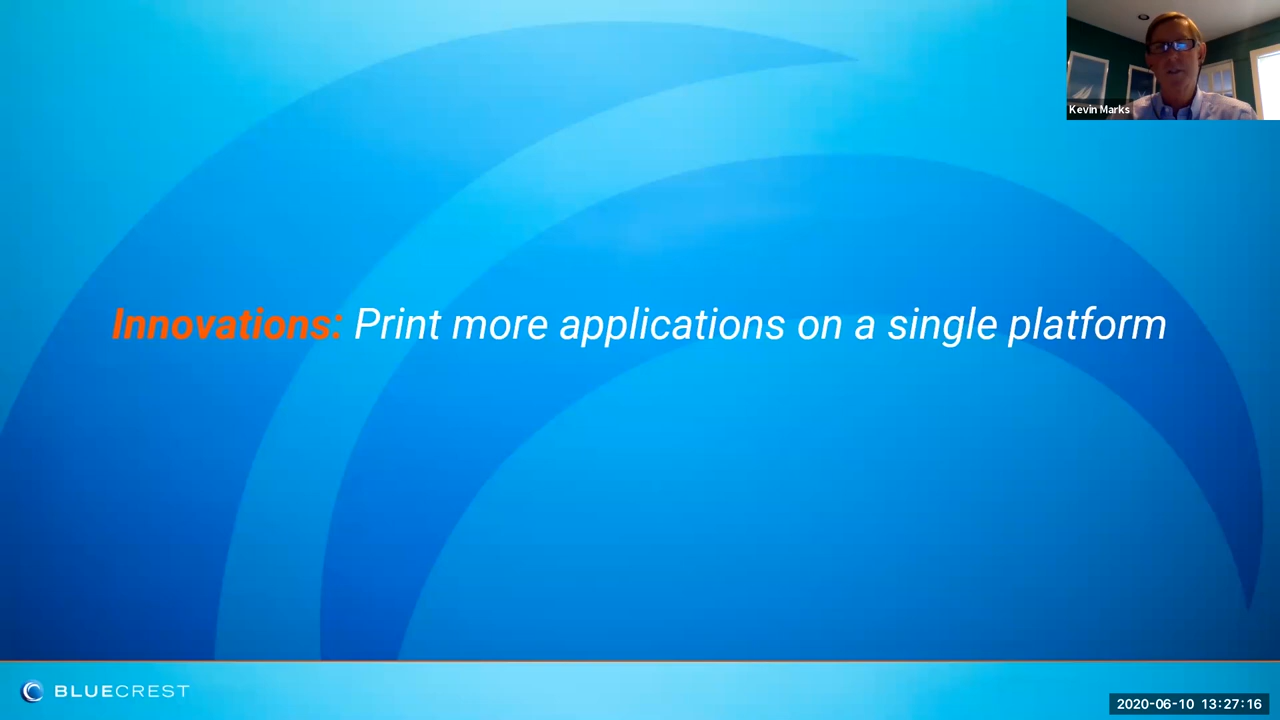 Kevin Marks
Innovations: Print more applications on a single platform
BLUECREST
2020-06-10 13:27:16